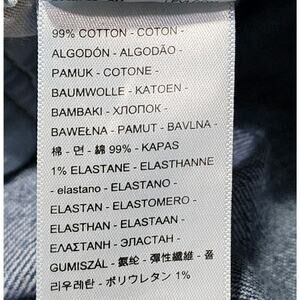 99% COTTON - COTON -
ALGODÓN - ALGODÃO -
PAMUK - COTONE -
BAUMWOLLE - KATOEN -
BAMBAKI - ХЛОПОК -
BAWEŁNA - PAMUT - BAVLNA -
棉 - 면 - 綿 99% - KAPAS
1% ELASTANE - ELASTHANNE
- elastano - ELASTANO -
ELASTAN - ELASTOMERO -
ELASTHAN - ELASTAAN -
ΕΛΑΣΤΑΝΗ - ЭЛАСТАН -
GUMISZÁL - 氨纶 - 彈性纖維 - 폴
리우레탄 - ポリウレタン 1%